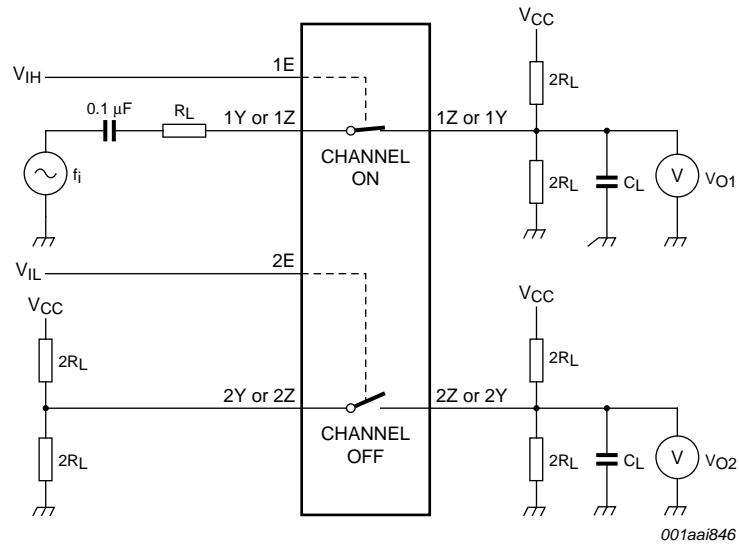 VCC
VIH
1E
2RL
0.1 μF
RL
1Y or 1Z
1Z or 1Y
fi
CHANNEL
ON
2RL
CL
V
VO1
VIL
2E
VCC
VCC
2RL
2RL
2Y or 2Z
2Z or 2Y
2RL
CHANNEL
OFF
2RL
CL
V
VO2
001aai846